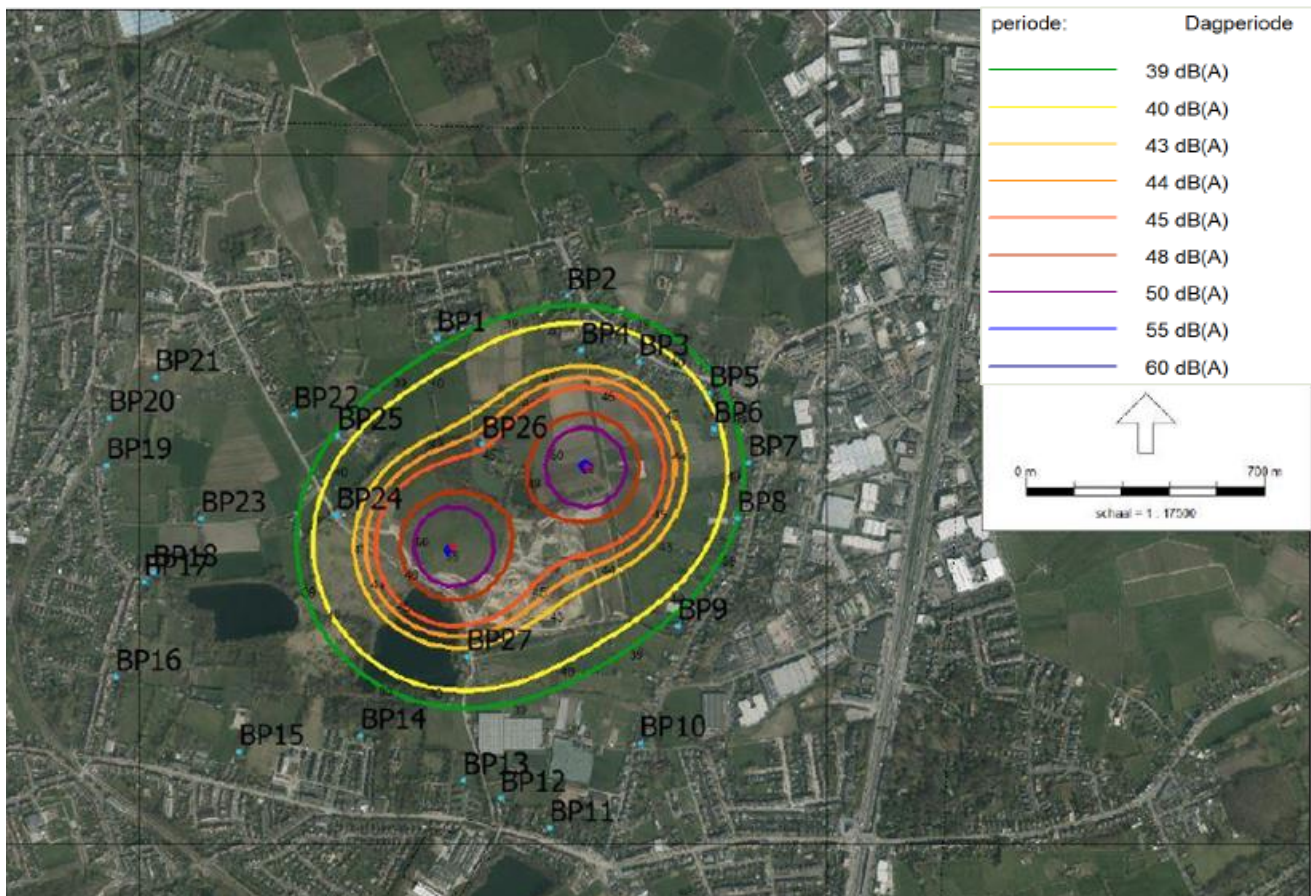 periode: Dagperiode
39 dB(A)
40 dB(A)
43 dB(A)
44 dB(A)
45 dB(A)
48 dB(A)
50 dB(A)
55 dB(A)
60 dB(A)
0 m 700 m
schaal = 1 : 17500
BP2
BP1
BP4
BP3
BP21
BP5
BP20
BP22
BP6
BP25
BP26
BP19
BP7
BP24
BP23
BP8
BP18
BP17
BP9
BP27
BP16
BP14
BP15
BP10
BP13
BP12
BP11